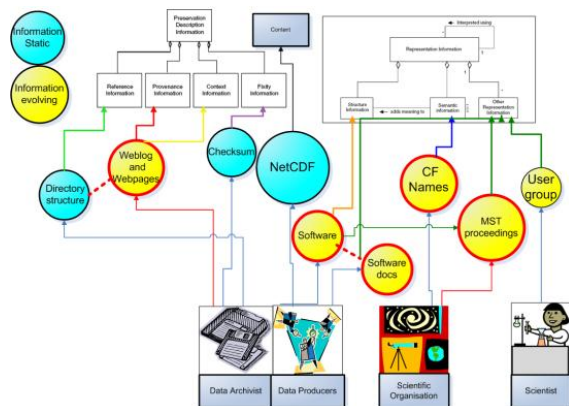 Information
Static
Information
evolving
Preservation
Description
Information
Content
Reference
Information
Provenance
Information
Context
Information
Fixity
Information
Interpreted using
Representation Information
1
1
Structure
Information
adds meaning to
Semantic
Information
Other
Representation
Information
Directory
structure
Weblog
and
Webpages
Checksum
NetCDF
Software
Software
docs
CF
Names
MST
proceedings
User
group
Data Archivist
Data Producers
Scientific
Organisation
Scientist